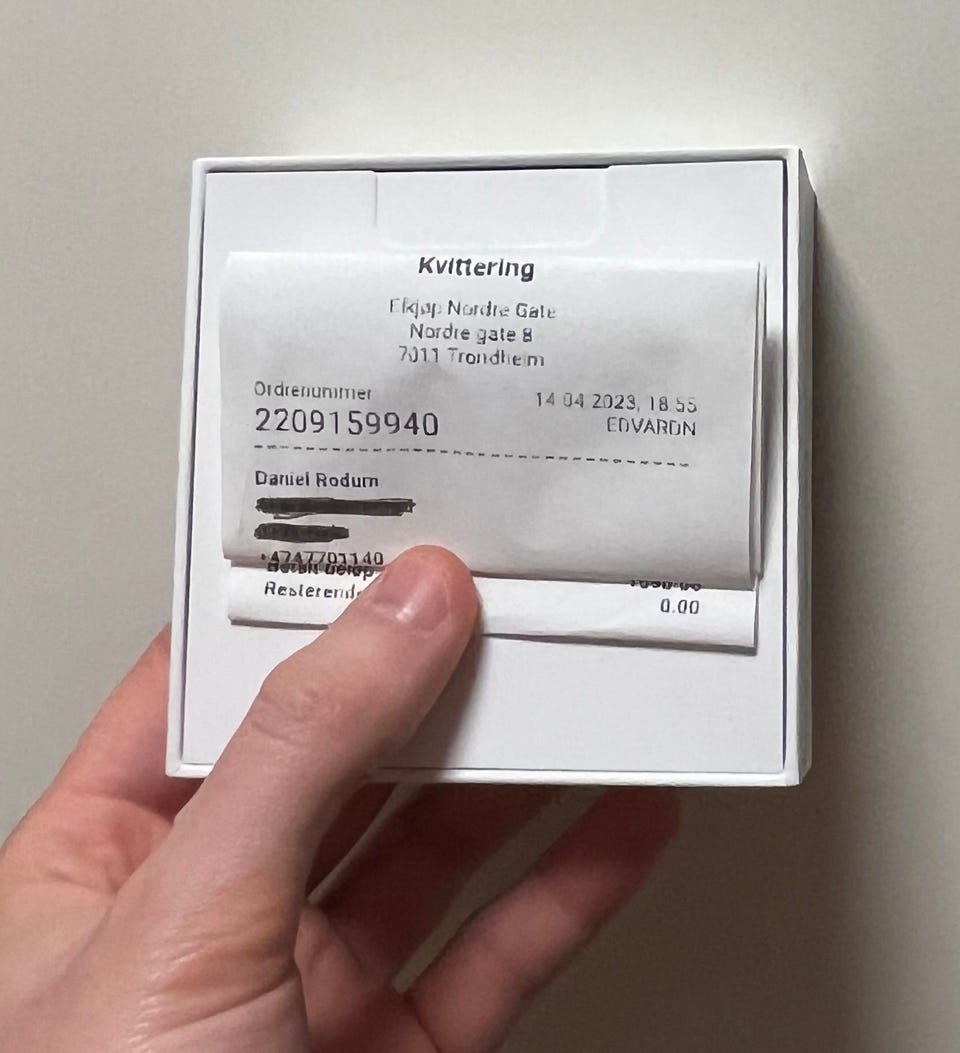 Kvittering
Elkjøp Nordre Gate
Nordre gate 8
7011 Trondheim
Ordrenummer
14.04.2023, 18:55
2209159940
EDVARDN
Daniel Rodum
+4747701140
0.00